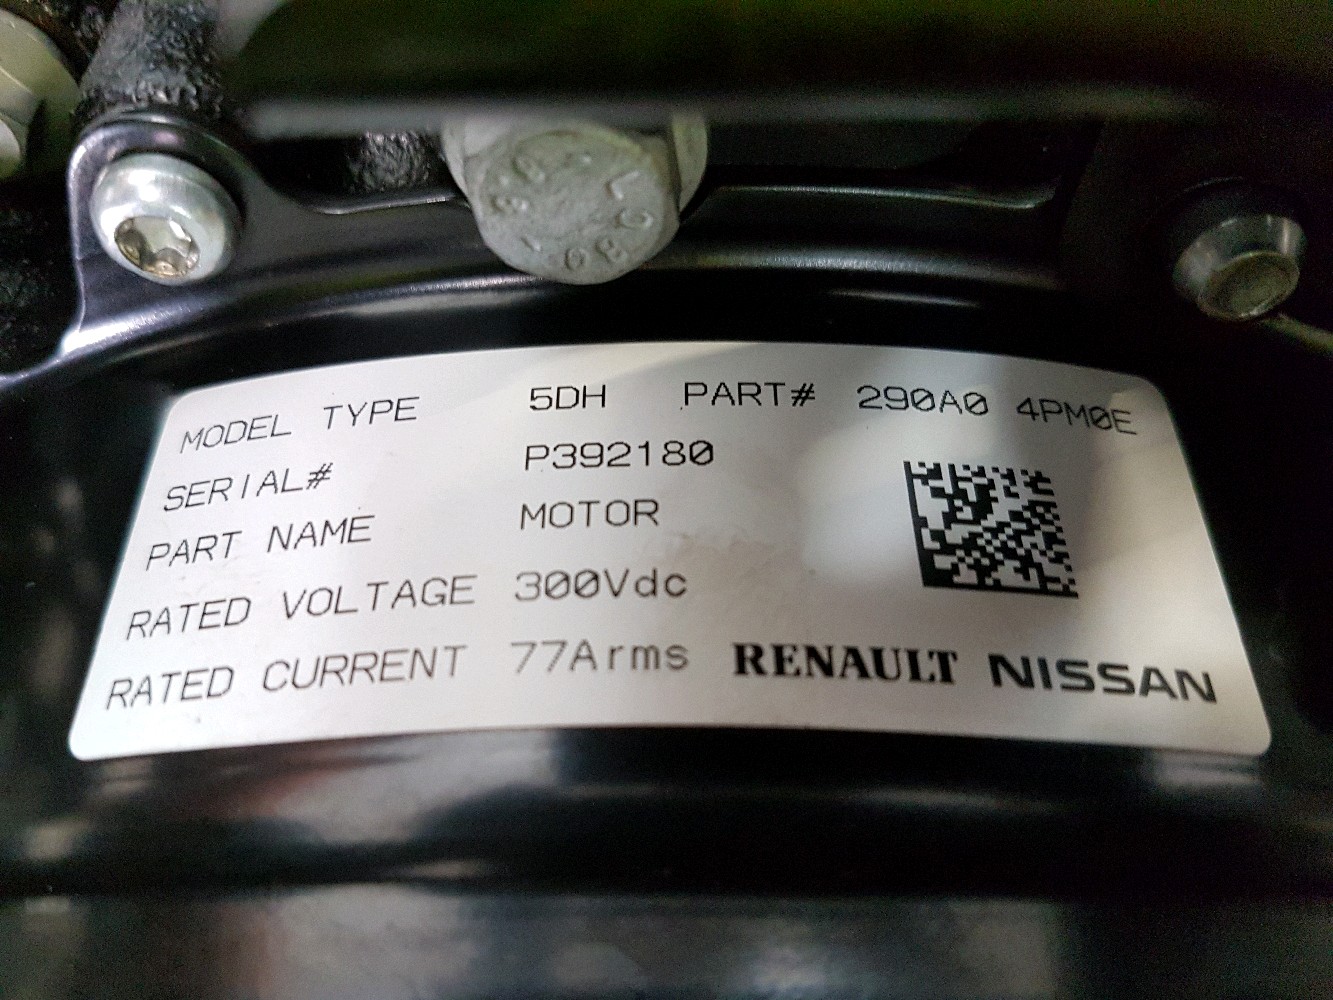 MODEL TYPE 5DH PART# 290A0 4PM0E
SERIAL# P392180
PART NAME MOTOR
RATED VOLTAGE 300Vdc
RATED CURRENT 77Arms RENAULT NISSAN